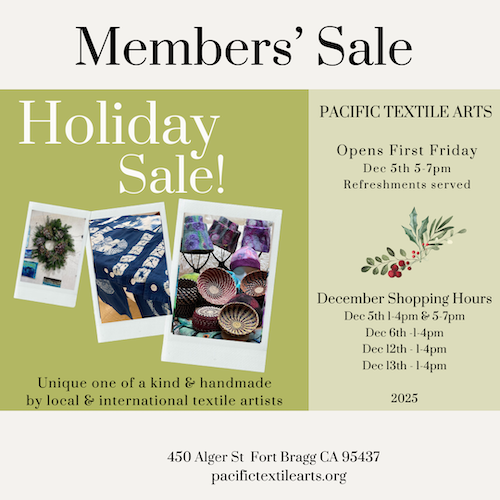 Members' Sale
Holiday
Sale!
Unique one of a kind & handmade
by local & international textile artists
PACIFIC TEXTILE ARTS
Opens First Friday
Dec 5th 5-7pm
Refreshments served
December Shopping Hours
Dec 5th 1-4pm & 5-7pm
Dec 6th -1-4pm
Dec 12th - 1-4pm
Dec 13th - 1-4pm
2025
450 Alger St Fort Bragg CA 95437
pacifictextilearts.org